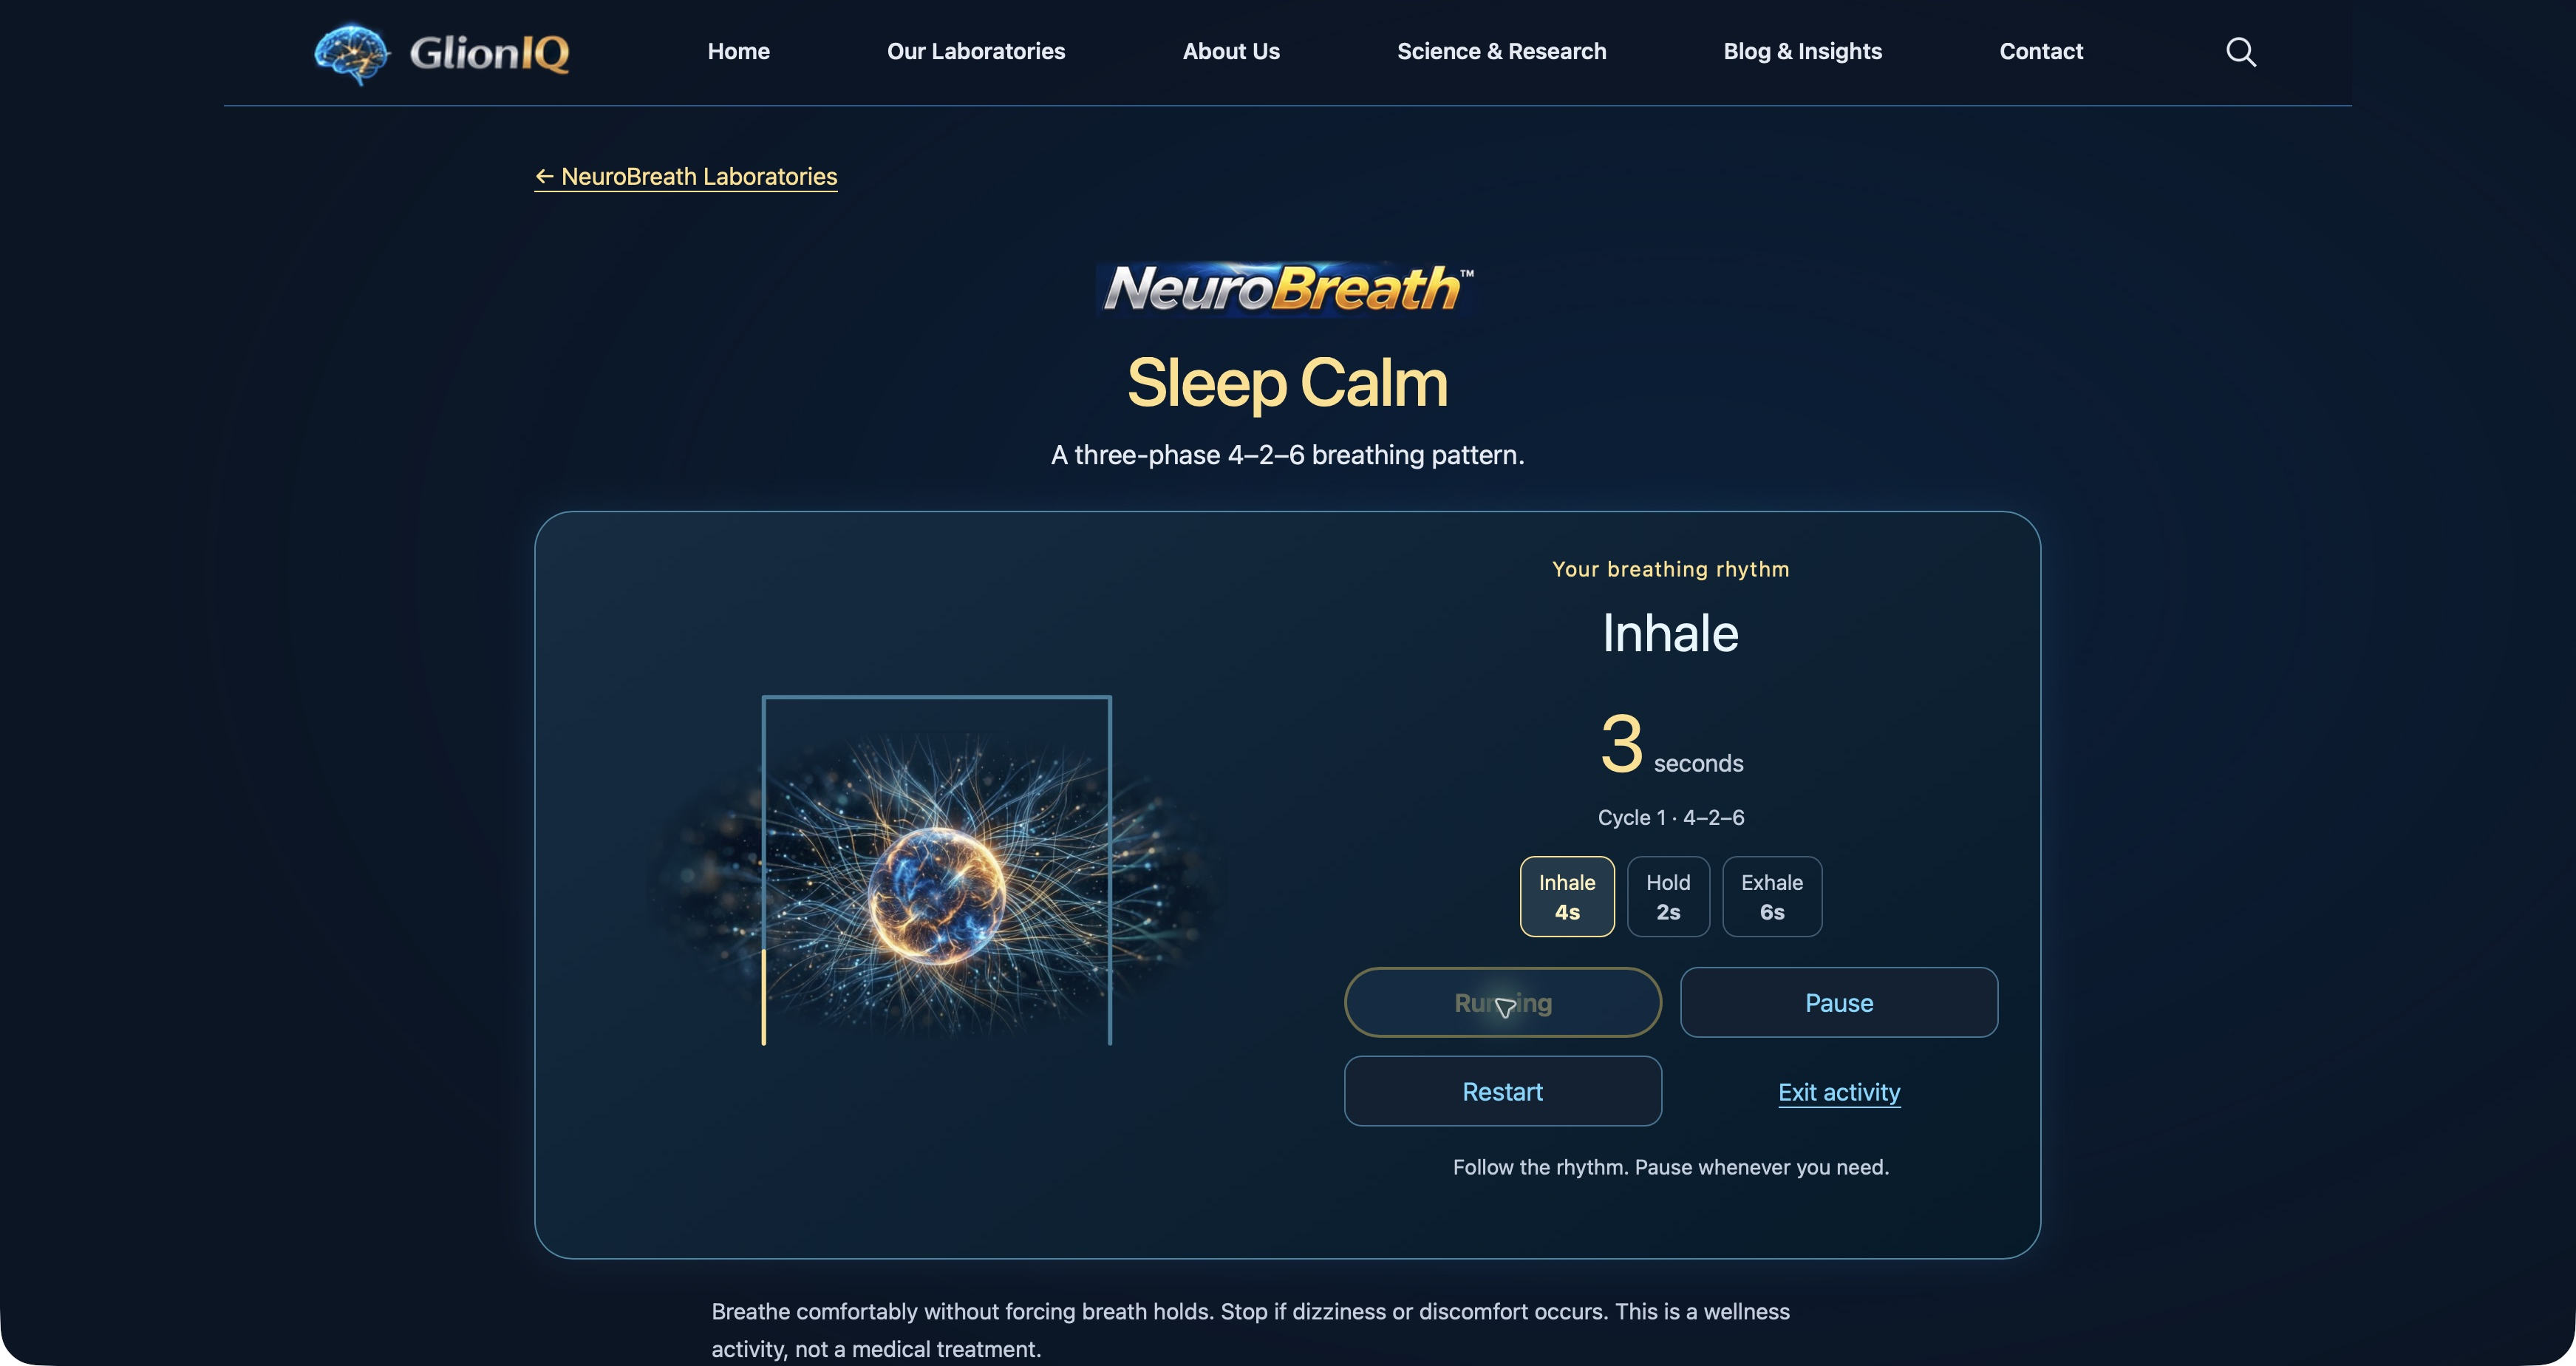 GlionIQ
Home
Our Laboratories
About Us
Science & Research
Blog & Insights
Contact
← NeuroBreath Laboratories
NeuroBreath™
Sleep Calm
A three-phase 4–2–6 breathing pattern.
Your breathing rhythm
Inhale
3 seconds
Cycle 1 · 4–2–6
Inhale
4s
Hold
2s
Exhale
6s
Running
Pause
Restart
Exit activity
Follow the rhythm. Pause whenever you need.
Breathe comfortably without forcing breath holds. Stop if dizziness or discomfort occurs. This is a wellness
activity, not a medical treatment.